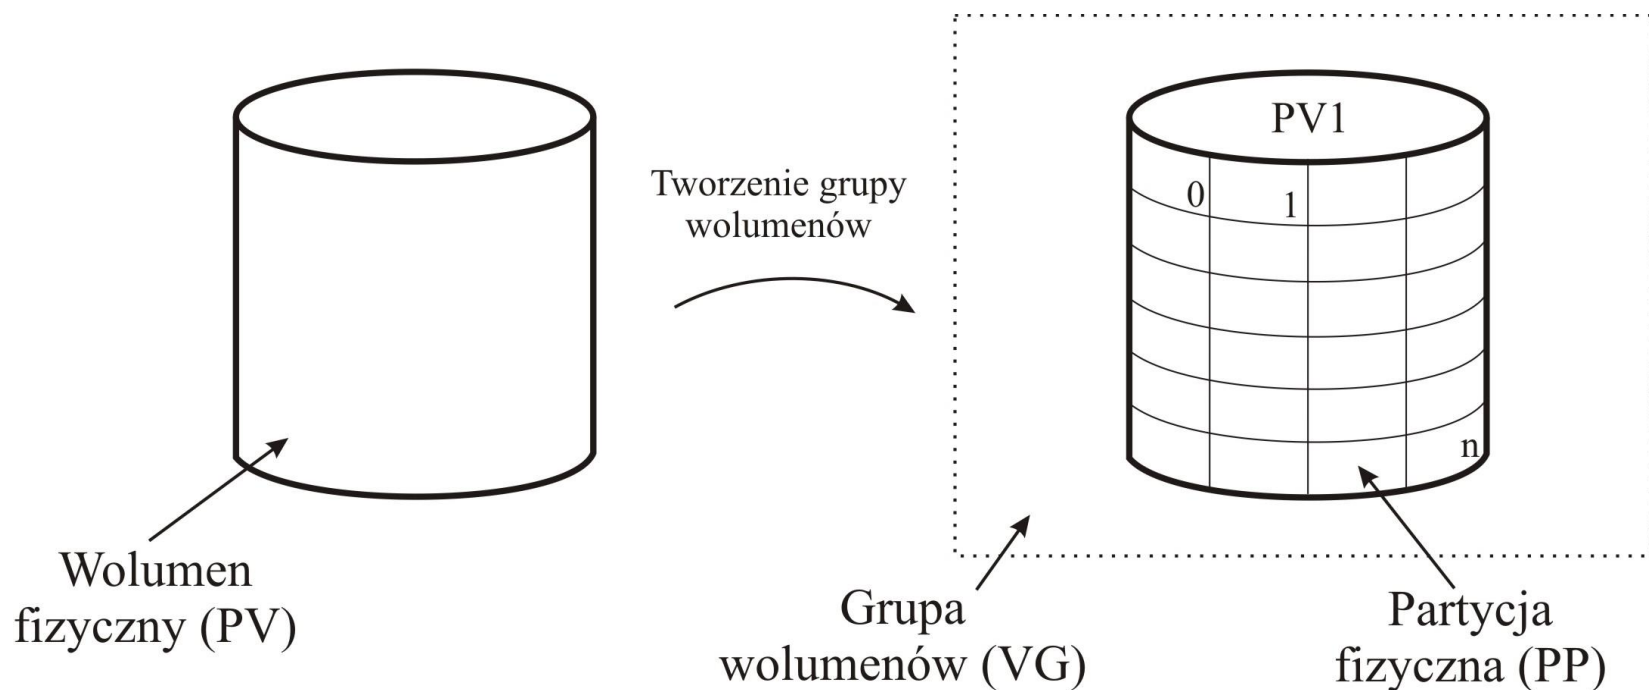 PV1
Tworzenie grupy
wolumenów
0
1
n
Wolumen
fizyczny (PV)
Grupa
wolumenów (VG)
Partycja
fizyczna (PP)